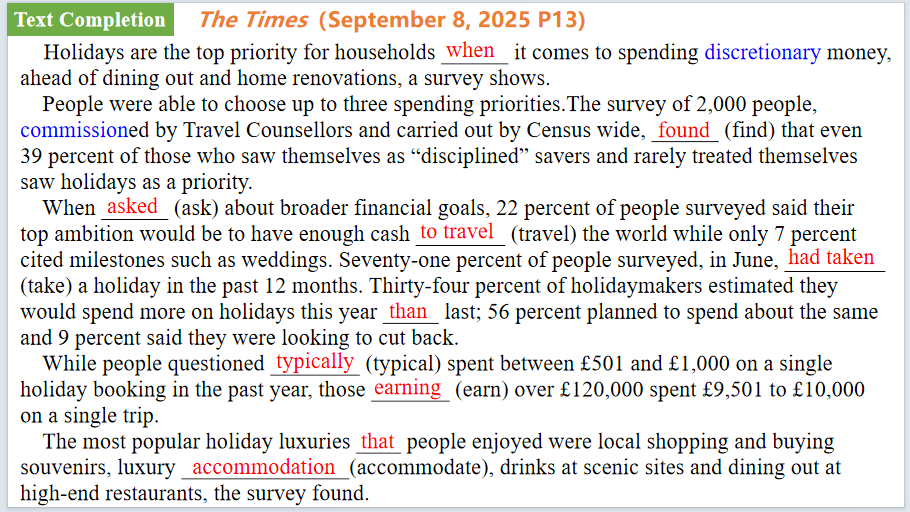 Text Completion The Times (September 8, 2025 P13)
Holidays are the top priority for households when it comes to spending discretionary money,
ahead of dining out and home renovations, a survey shows.
People were able to choose up to three spending priorities.The survey of 2,000 people,
commissioned by Travel Counsellors and carried out by Census wide, found (find) that even
39 percent of those who saw themselves as “disciplined” savers and rarely treated themselves
saw holidays as a priority.
When asked (ask) about broader financial goals, 22 percent of people surveyed said their
top ambition would be to have enough cash to travel (travel) the world while only 7 percent
cited milestones such as weddings. Seventy-one percent of people surveyed, in June, had taken
(take) a holiday in the past 12 months. Thirty-four percent of holidaymakers estimated they
would spend more on holidays this year than last; 56 percent planned to spend about the same
and 9 percent said they were looking to cut back.
While people questioned typically (typical) spent between £501 and £1,000 on a single
holiday booking in the past year, those earning (earn) over £120,000 spent £9,501 to £10,000
on a single trip.
The most popular holiday luxuries that people enjoyed were local shopping and buying
souvenirs, luxury accommodation (accommodate), drinks at scenic sites and dining out at
high-end restaurants, the survey found.